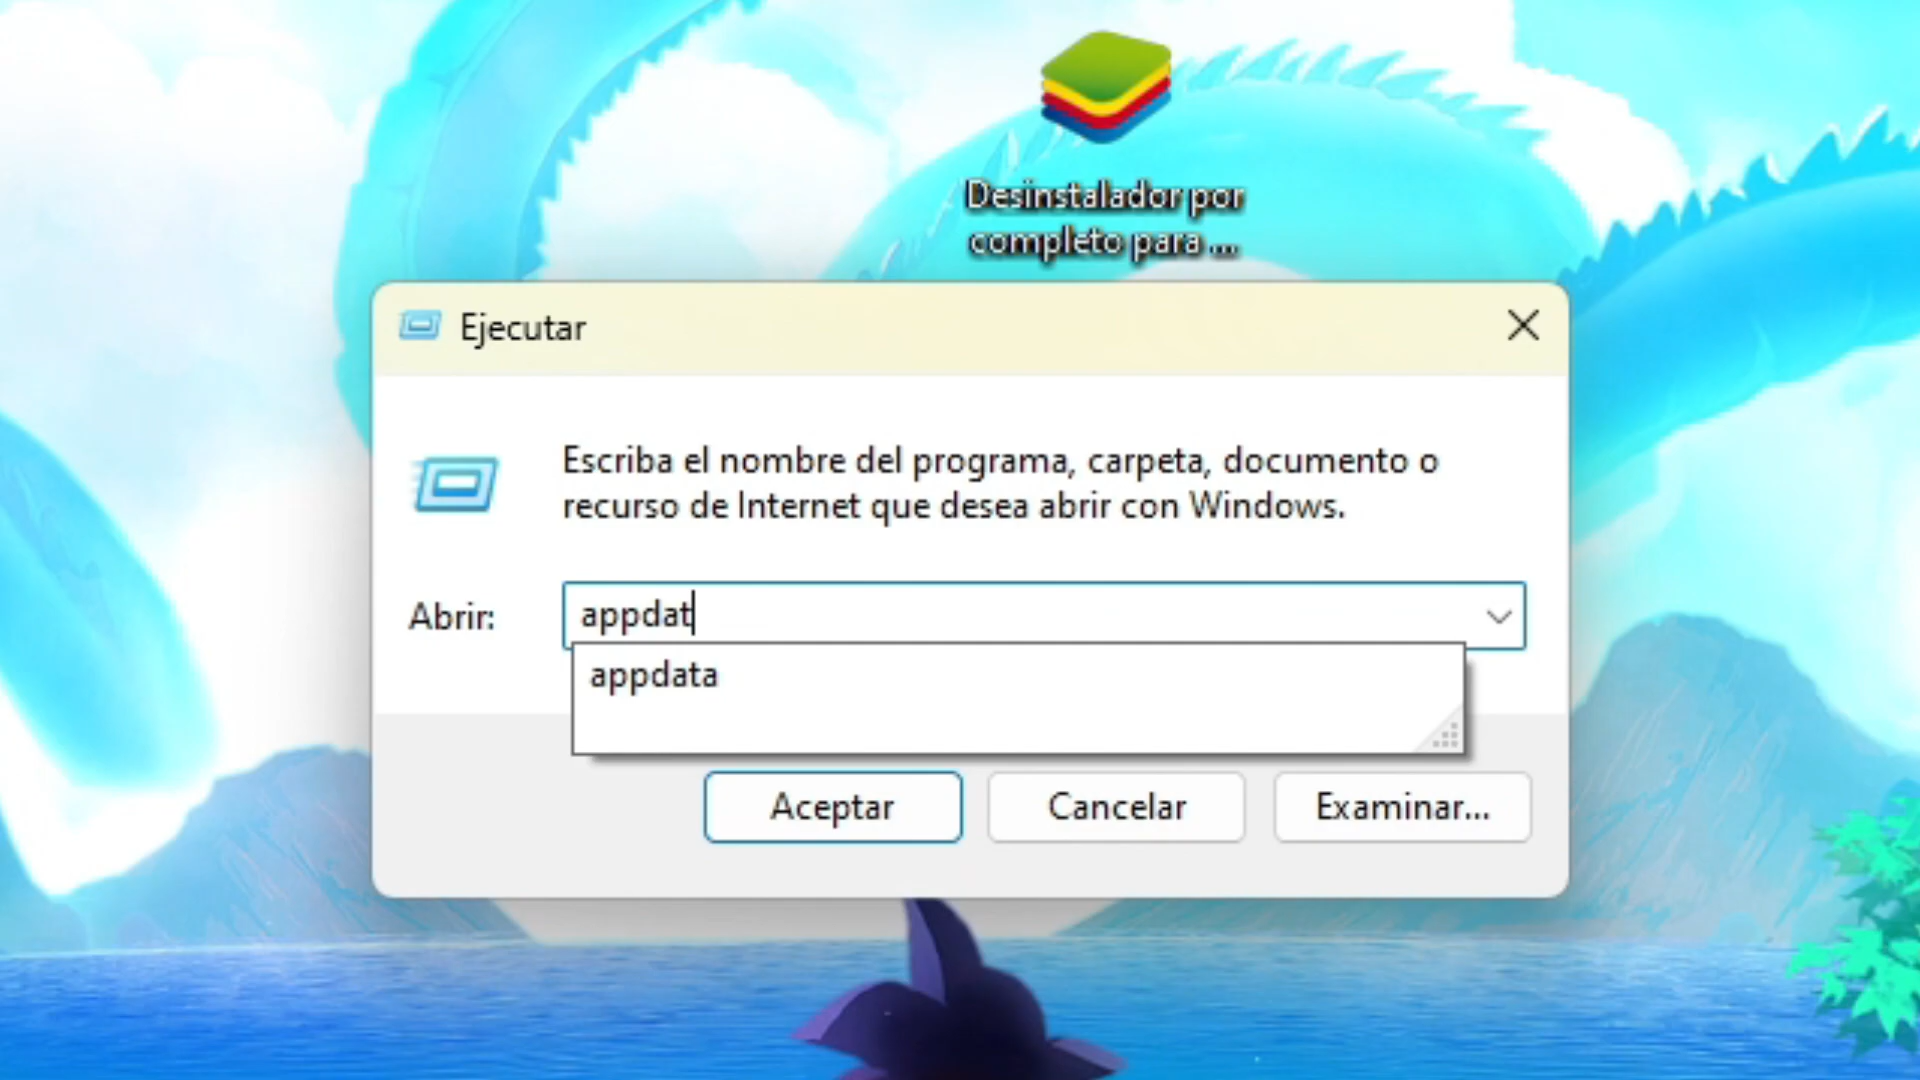 Desinstalador por
completo para ...
Ejecutar
Escriba el nombre del programa, carpeta, documento o
recurso de Internet que desea abrir con Windows.
Abrir:
appdat
appdata
Aceptar
Cancelar
Examinar...